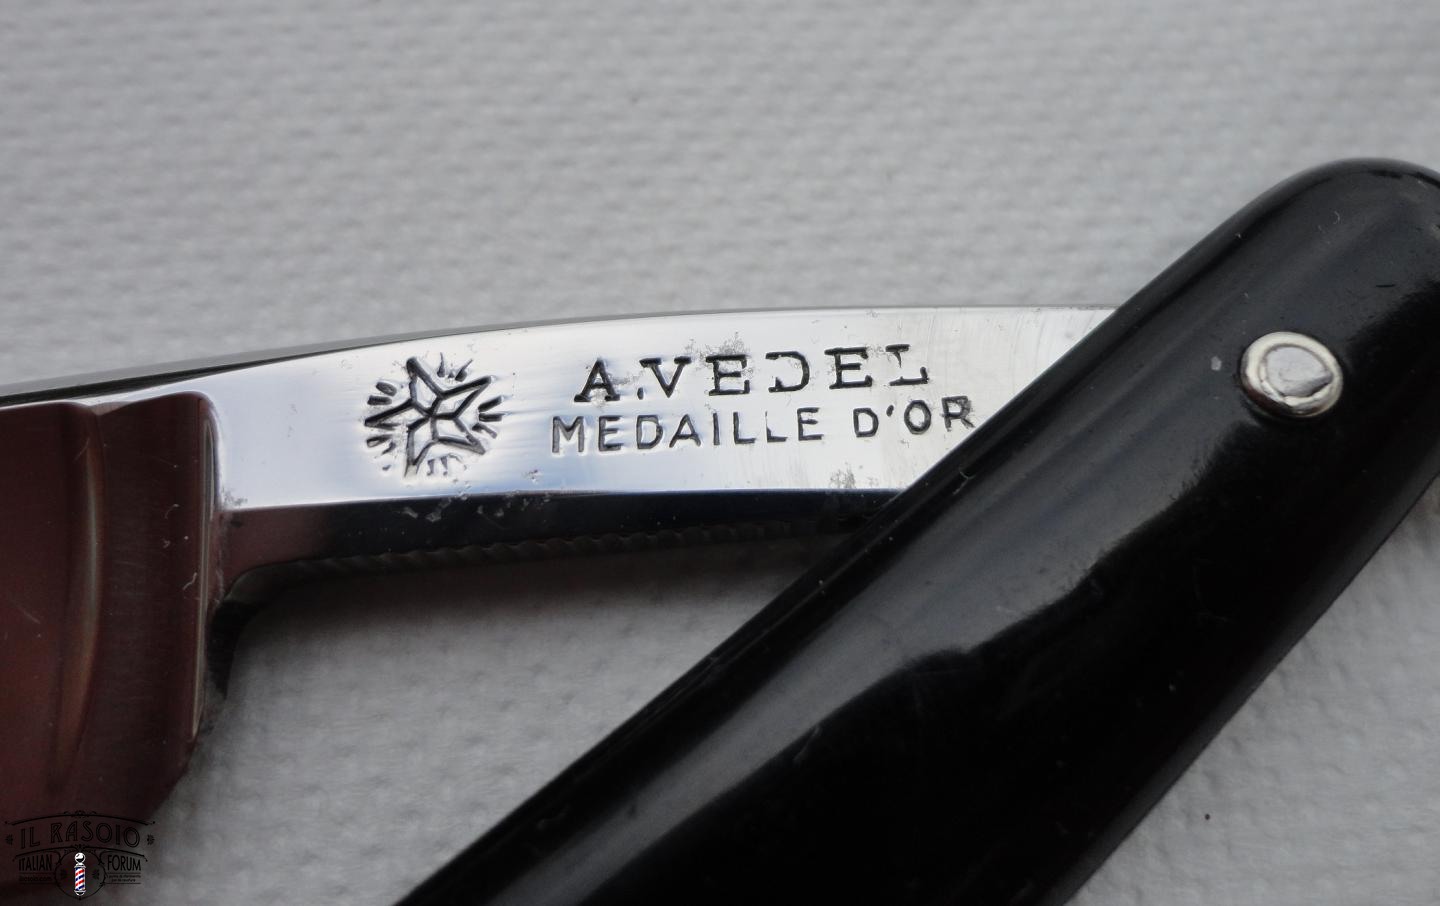 A.VEDEL
MEDAILLE D'OR
IL RASOIO
ITALIAN FORUM